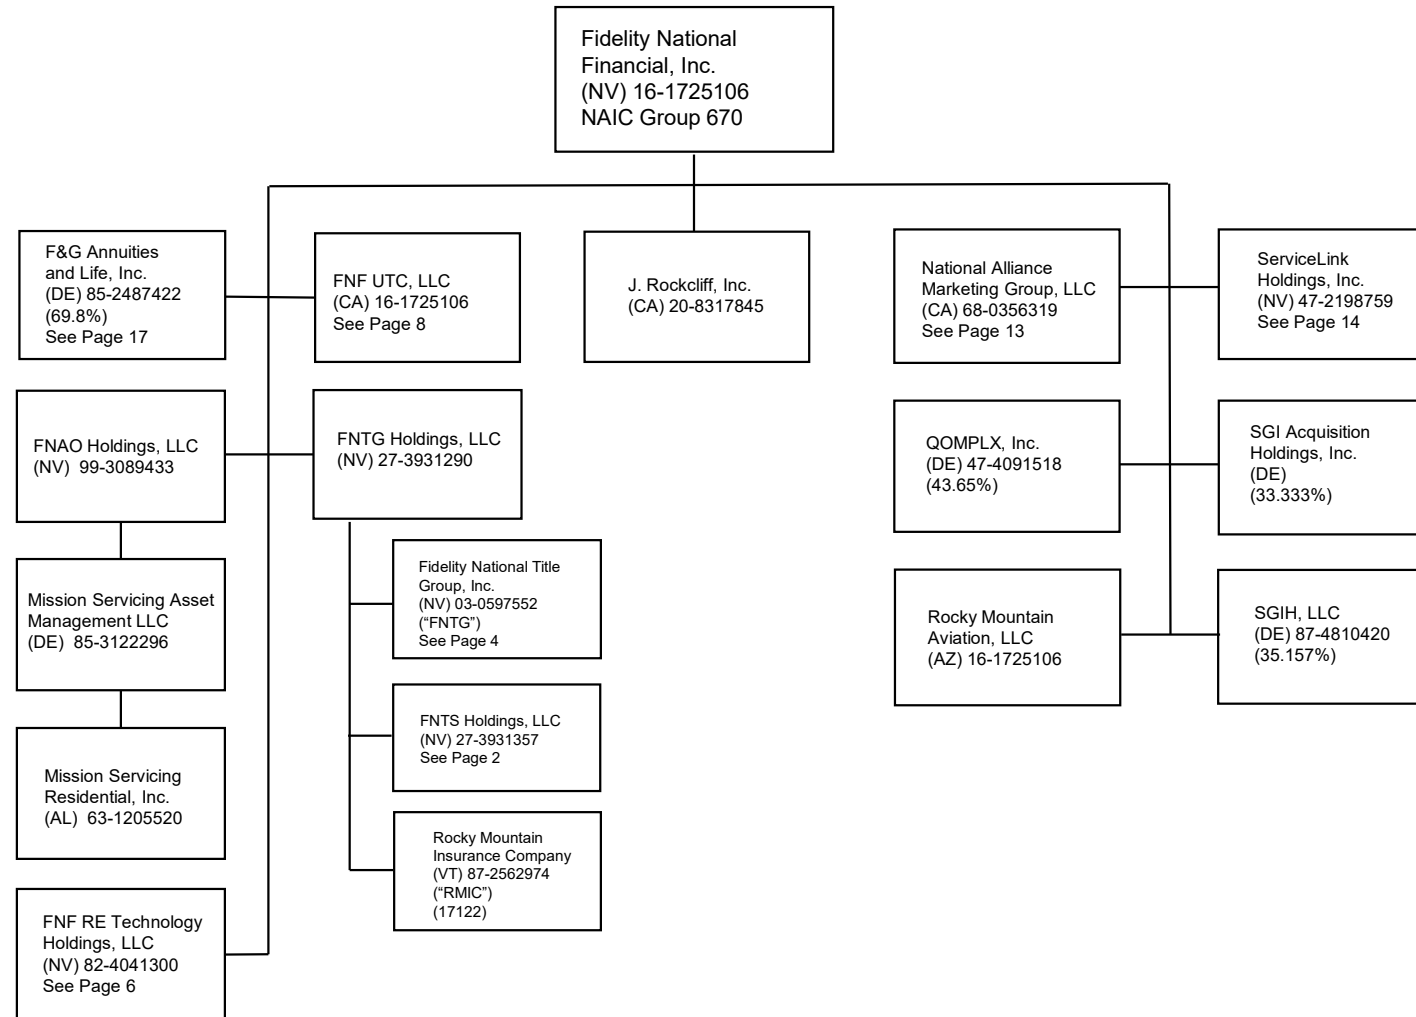 Fidelity National
Financial, Inc.
(NV) 16-1725106
NAIC Group 670
F&G Annuities
and Life, Inc.
(DE) 85-2487422
(69.8%)
See Page 17
FNF UTC, LLC
(CA) 16-1725106
See Page 8
J. Rockcliff, Inc.
(CA) 20-8317845
National Alliance
Marketing Group, LLC
(CA) 68-0356319
See Page 13
ServiceLink
Holdings, Inc.
(NV) 47-2198759
See Page 14
FNAO Holdings, LLC
(NV)  99-3089433
FNTG Holdings, LLC
(NV) 27-3931290
QOMPLX, Inc.
(DE) 47-4091518
(43.65%)
SGI Acquisition
Holdings, Inc.
(DE)
(33.333%)
Mission Servicing Asset
Management LLC
(DE)  85-3122296
Fidelity National Title
Group, Inc.
(NV) 03-0597552
(“FNTG”)
See Page 4
Rocky Mountain
Aviation, LLC
(AZ) 16-1725106
SGIH, LLC
(DE) 87-4810420
(35.157%)
FNTS Holdings, LLC
(NV) 27-3931357
See Page 2
Mission Servicing
Residential, Inc.
(AL)  63-1205520
Rocky Mountain
Insurance Company
(VT) 87-2562974
(“RMIC”)
(17122)
FNF RE Technology
Holdings, LLC
(NV) 82-4041300
See Page 6